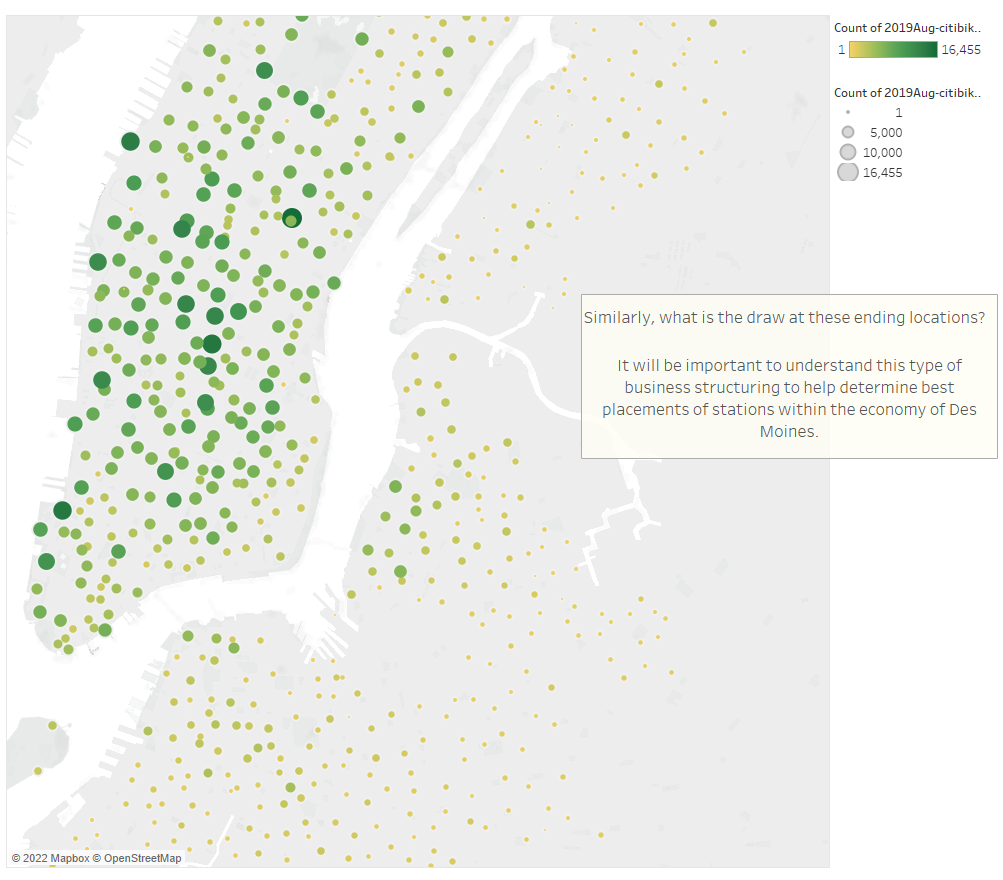 Count of 2019Aug-citibik..
1 16,455
Count of 2019Aug-citibik..
1
5,000
10,000
16,455
Similarly, what is the draw at these ending locations?
It will be important to understand this type of
business structuring to help determine best
placements of stations within the economy of Des
Moines.
© 2022 Mapbox © OpenStreetMap